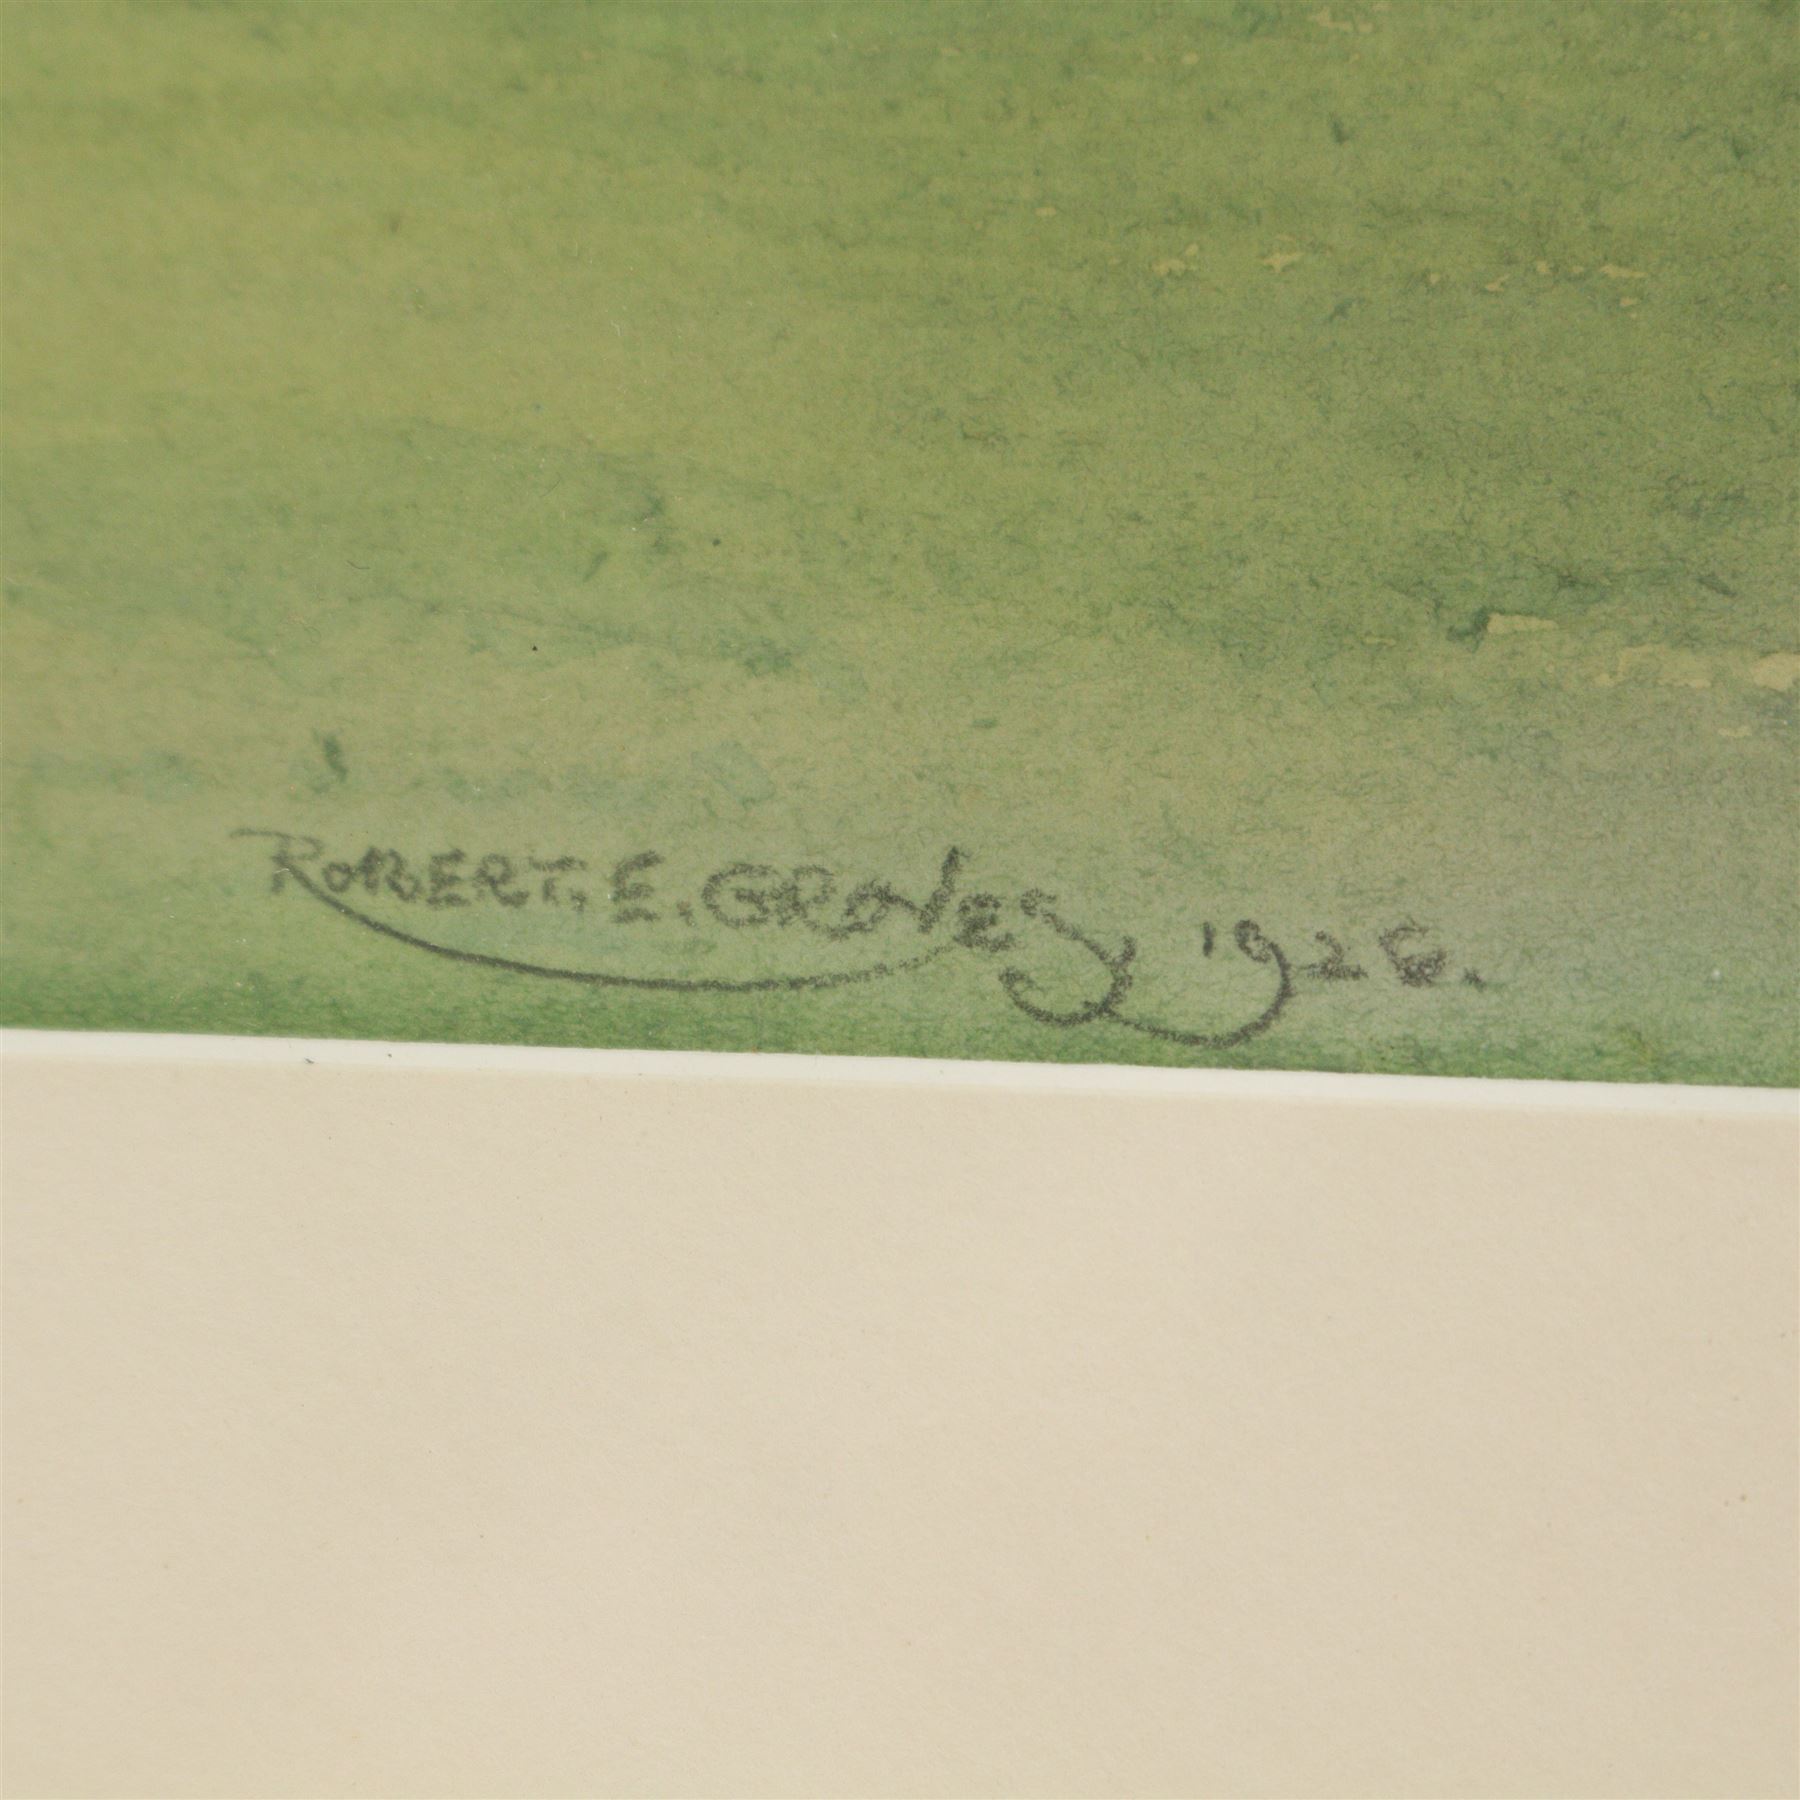 ROBERT. E. GROVES 1926.